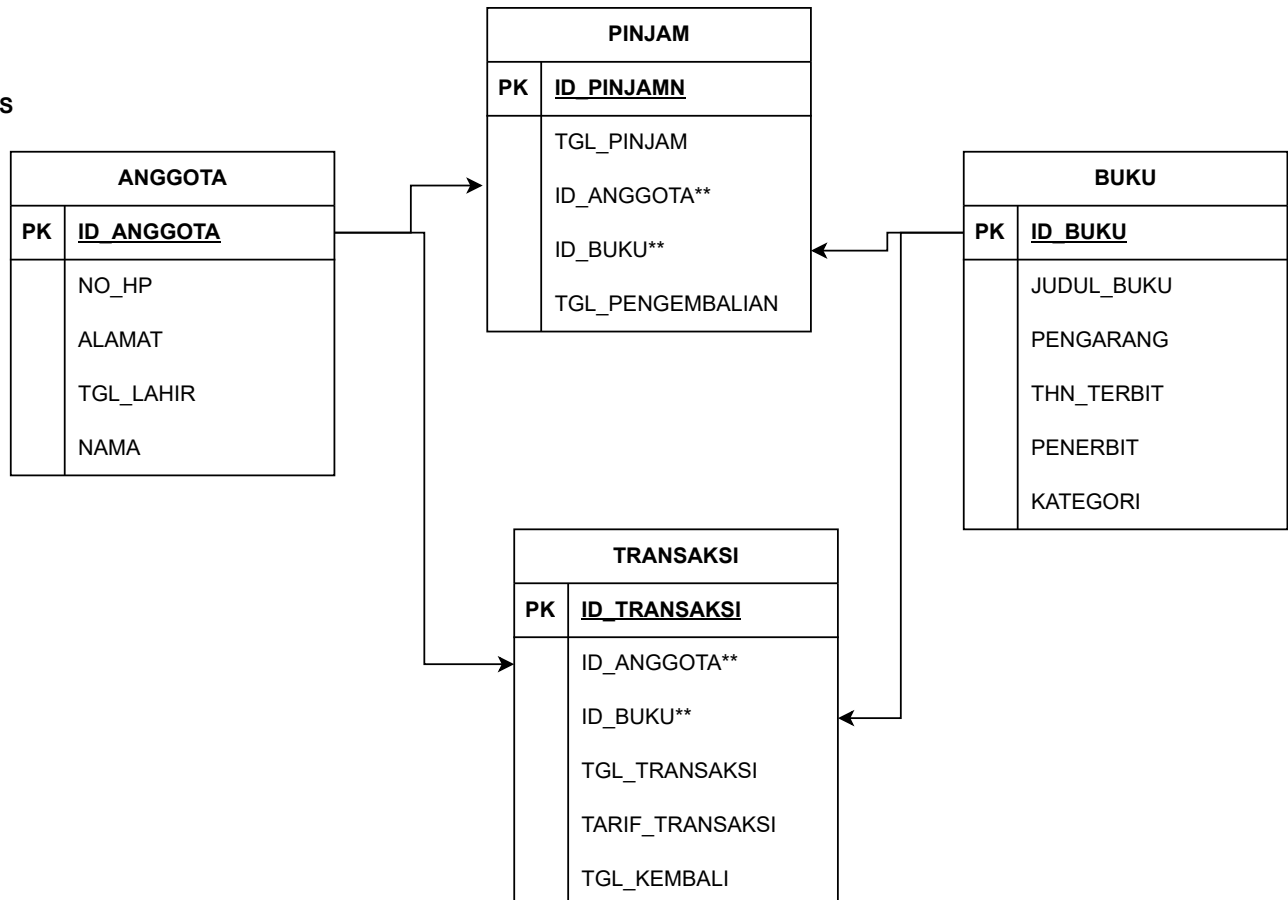 S
PINJAM
PK ID_PINJAMN
TGL_PINJAM
ID_ANGGOTA**
ID_BUKU**
TGL_PENGEMBALIAN
ANGGOTA
PK ID_ANGGOTA
NO_HP
ALAMAT
TGL_LAHIR
NAMA
BUKU
PK ID_BUKU
JUDUL_BUKU
PENGARANG
THN_TERBIT
PENERBIT
KATEGORI
TRANSAKSI
PK ID_TRANSAKSI
ID_ANGGOTA**
ID_BUKU**
TGL_TRANSAKSI
TARIF_TRANSAKSI
TGL_KEMBALI